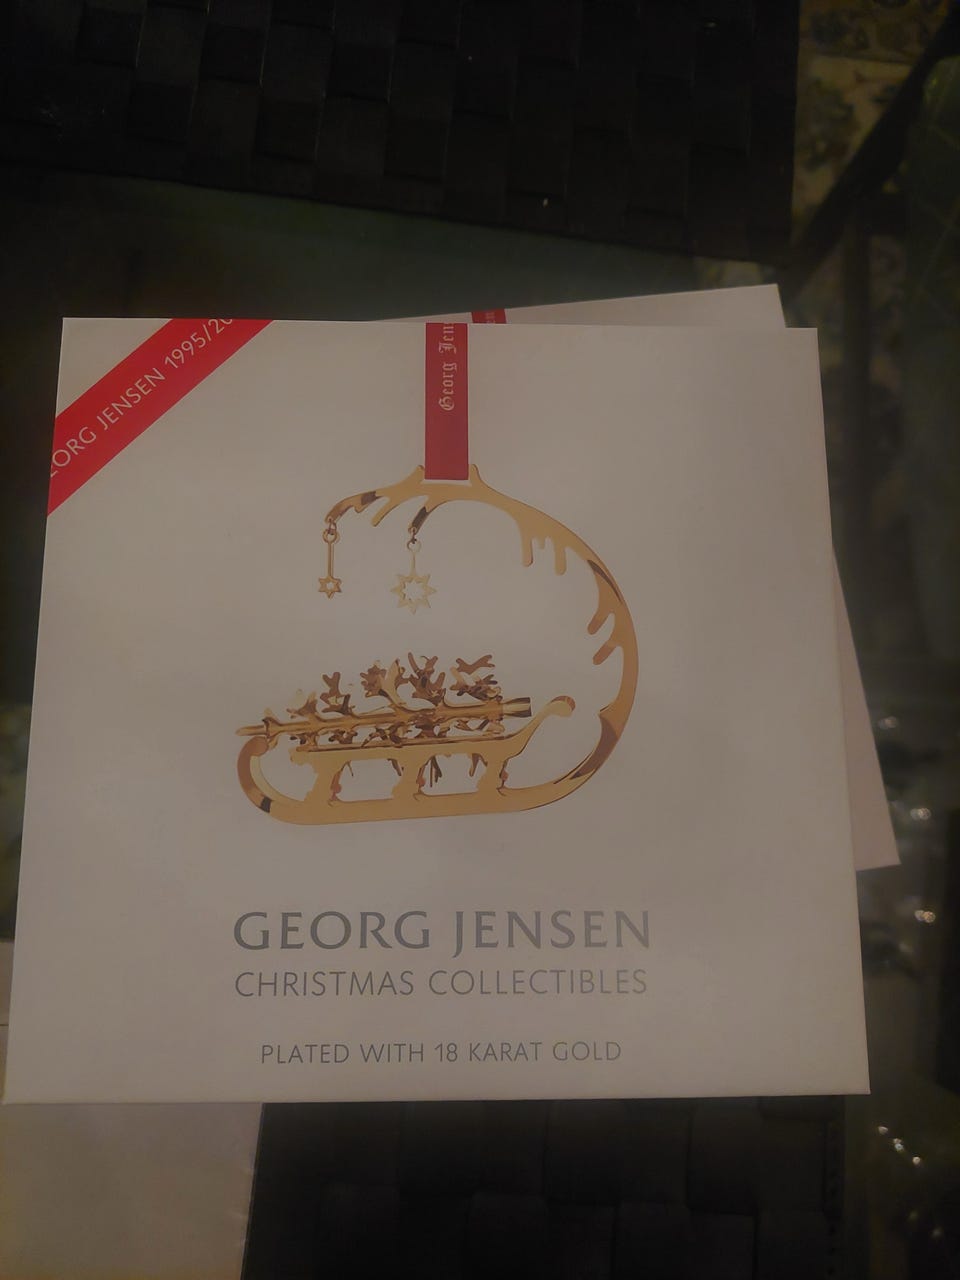 ORG JENSEN 1995/20
Georg Jen
GEORG JENSEN
CHRISTMAS COLLECTIBLES
PLATED WITH 18 KARAT GOLD